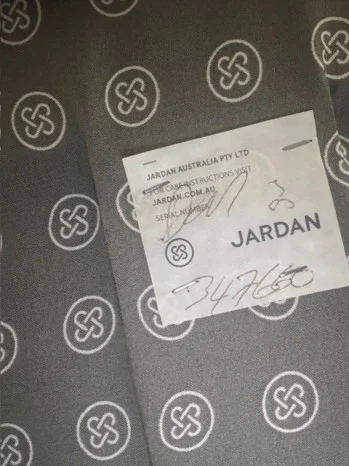 JARDAN AUSTRALIA PTY LTD
FOR CARE INSTRUCTIONS VISIT
JARDAN.COM.AU
SERIAL NUMBER
JARDAN
347660